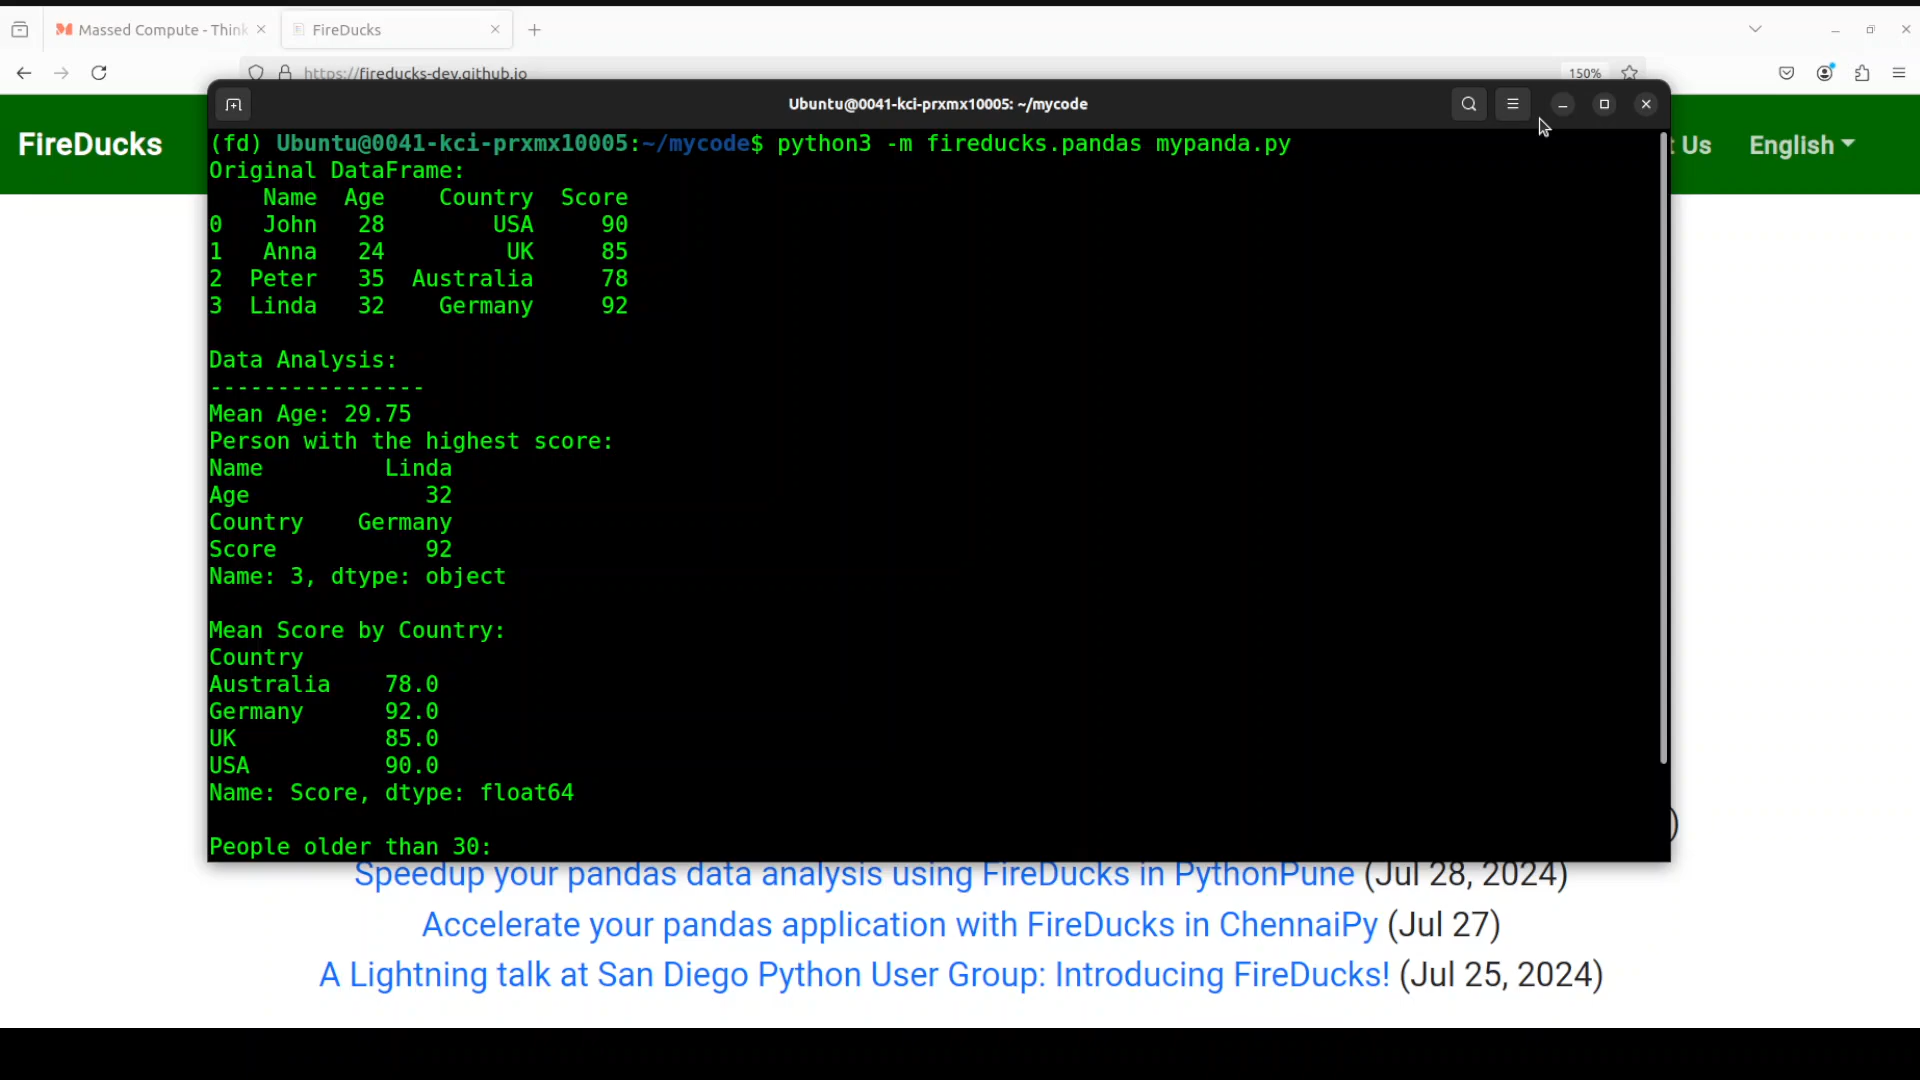 Massed Compute - Think
FireDucks
https://fireducks-dev.github.io
150%
FireDucks
t Us
English
Ubuntu@0041-kci-prxmx10005: ~/mycode
(fd) Ubuntu@0041-kci-prxmx10005:~/mycode$ python3 -m fireducks.pandas mypanda.py
Original DataFrame:
    Name  Age    Country  Score
0   John   28        USA     90
1   Anna   24         UK     85
2  Peter   35  Australia     78
3  Linda   32    Germany     92
Data Analysis:
----------------
Mean Age: 29.75
Person with the highest score:
Name         Linda
Age             32
Country    Germany
Score           92
Name: 3, dtype: object
Mean Score by Country:
Country
Australia    78.0
Germany      92.0
UK           85.0
USA          90.0
Name: Score, dtype: float64
People older than 30:
)
Speedup your pandas data analysis using FireDucks in PythonPune (Jul 28, 2024)
Accelerate your pandas application with FireDucks in ChennaiPy (Jul 27)
A Lightning talk at San Diego Python User Group: Introducing FireDucks! (Jul 25, 2024)